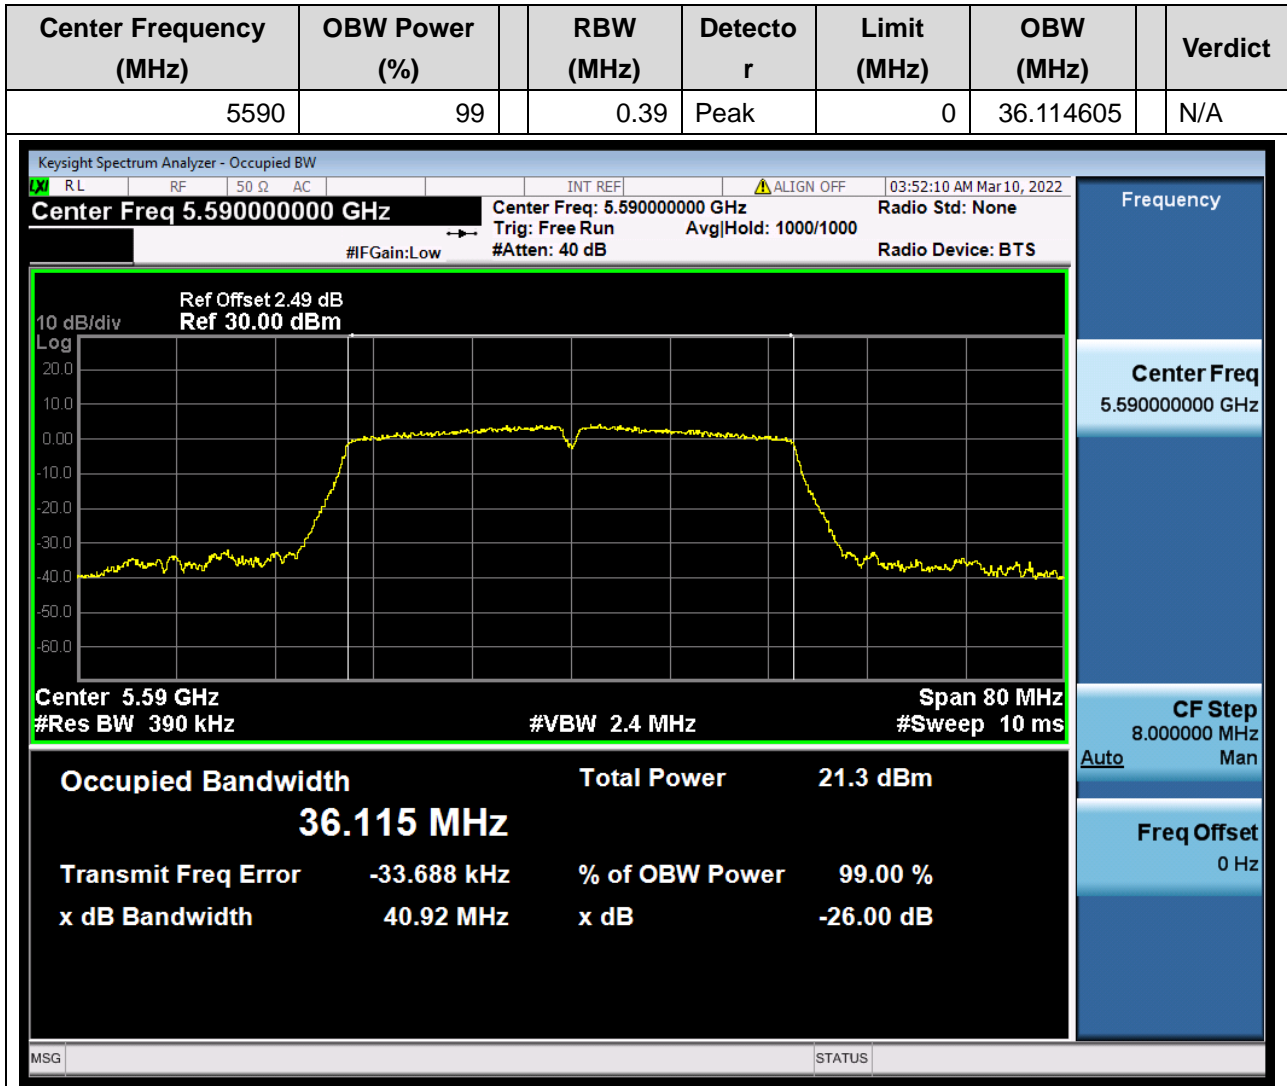 Center Frequency (MHz) OBW Power (%) RBW (MHz) Detecto r Limit (MHz) OBW (MHz) Verdict
5590 99 0.39 Peak 0 36.114605 N/A
Keysight Spectrum Analyzer - Occupied BW
LXI RL RF 50 Ω AC INT REF ALIGN OFF 03:52:10 AM Mar 10, 2022
Center Freq 5.590000000 GHz
Center Freq: 5.590000000 GHz Radio Std: None
Trig: Free Run Avg|Hold: 1000/1000
#IFGain:Low #Atten: 40 dB Radio Device: BTS
Ref Offset 2.49 dB
10 dB/div Ref 30.00 dBm
Log
20.0
10.0
0.00
-10.0
-20.0
-30.0
-40.0
-50.0
-60.0
Center 5.59 GHz Span 80 MHz
#Res BW 390 kHz #VBW 2.4 MHz #Sweep 10 ms
Occupied Bandwidth Total Power 21.3 dBm
36.115 MHz
Transmit Freq Error -33.688 kHz % of OBW Power 99.00 %
x dB Bandwidth 40.92 MHz x dB -26.00 dB
MSG STATUS
Frequency
Center Freq
5.590000000 GHz
CF Step
8.000000 MHz
Auto Man
Freq Offset
0 Hz